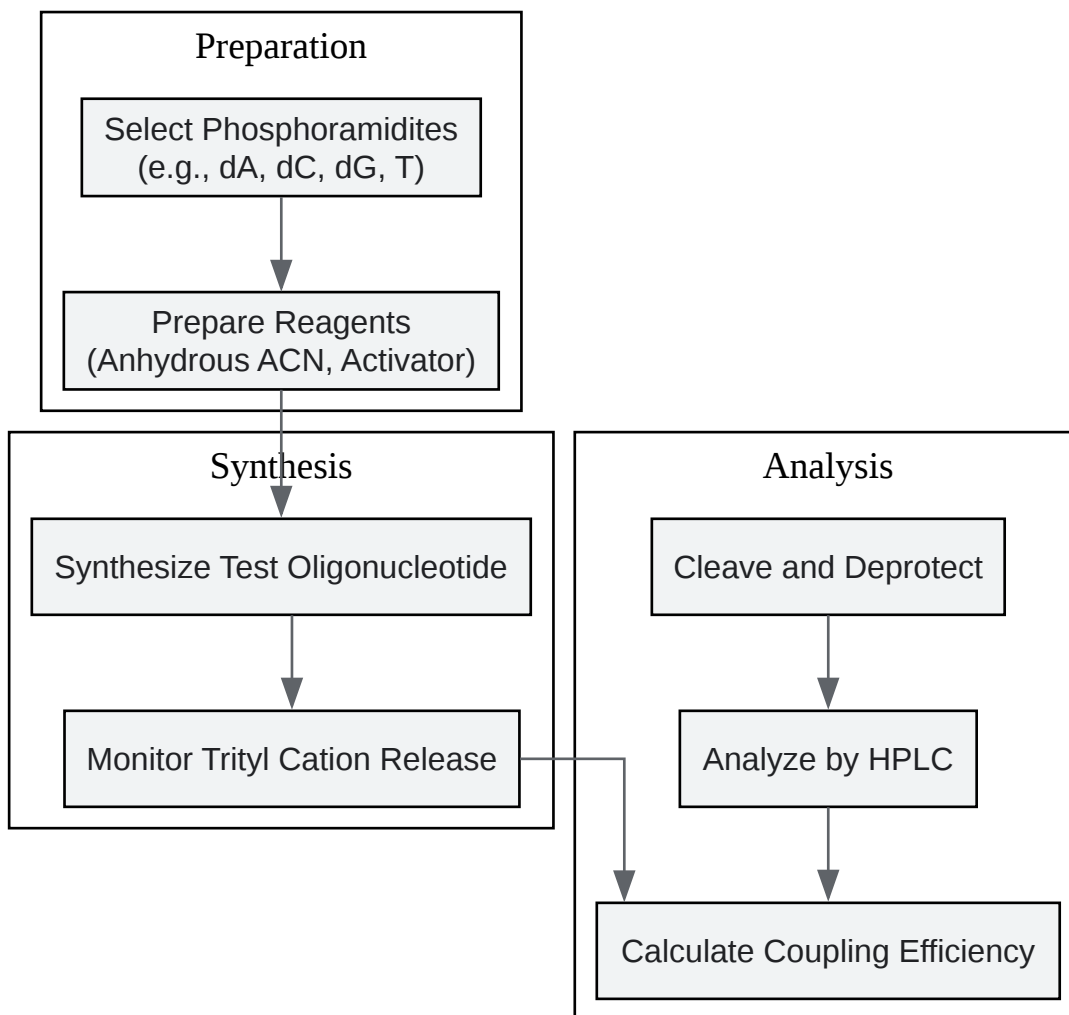 Preparation
Select Phosphoramidites
(e.g., dA, dC, dG, T)
Prepare Reagents
(Anhydrous ACN, Activator)
Synthesis
Synthesize Test Oligonucleotide
Monitor Trityl Cation Release
Analysis
Cleave and Deprotect
Analyze by HPLC
Calculate Coupling Efficiency